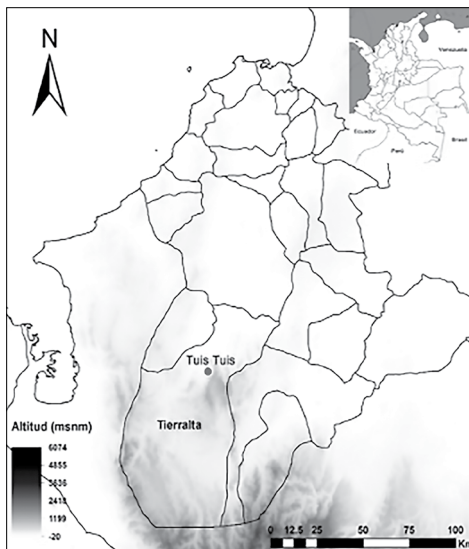 N
Venezuela
Ecuador
Perú
Brasil
Tuis Tuis
Tierralta
Altitud (msnm)
6074
4855
3636
2418
1199
-20
0 12.5 25 50 75 100
Km